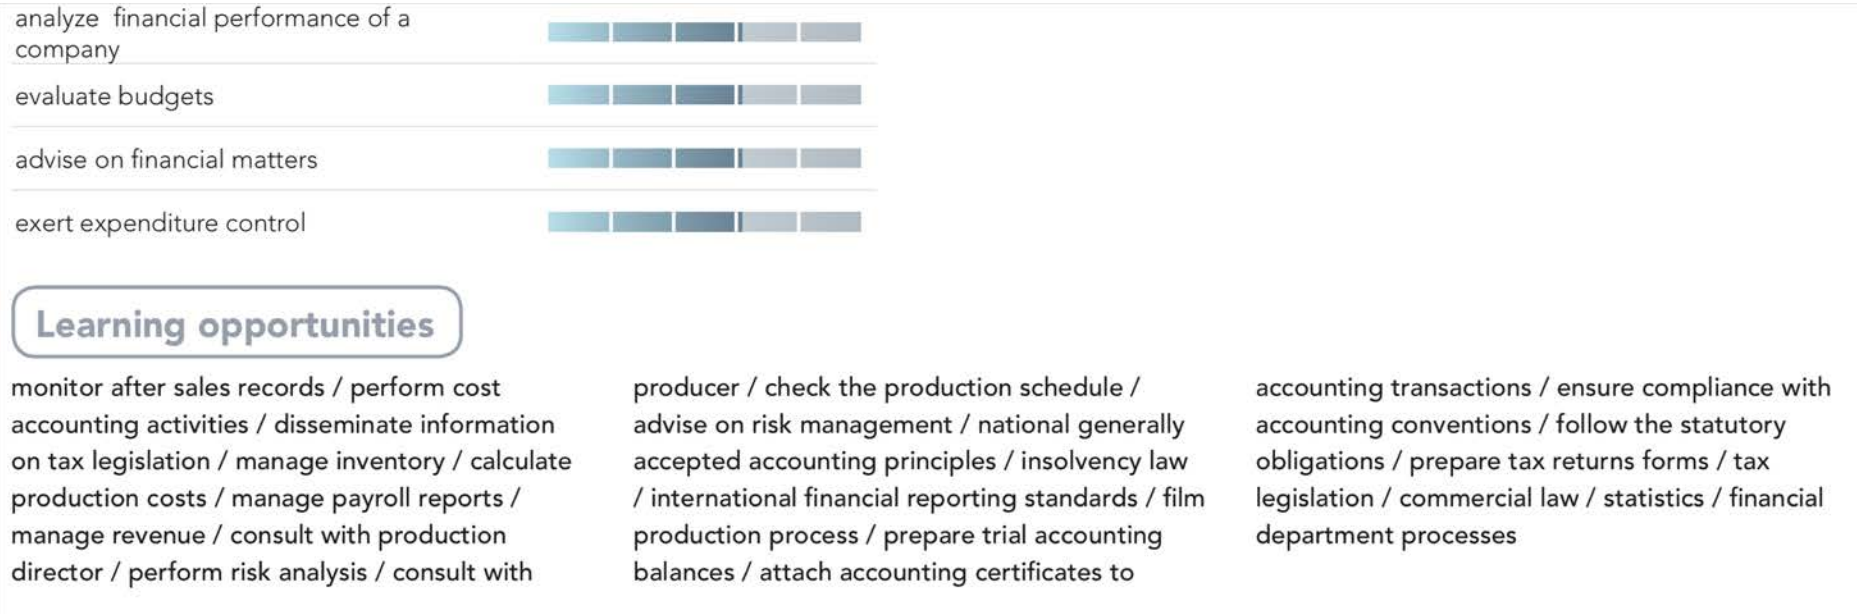 analyze financial performance of a
company
evaluate budgets
advise on financial matters
exert expenditure control
Learning opportunities
monitor after sales records / perform cost
accounting activities / disseminate information
on tax legislation / manage inventory / calculate
production costs / manage payroll reports /
manage revenue / consult with production
director / perform risk analysis / consult with
producer / check the production schedule /
advise on risk management / national generally
accepted accounting principles / insolvency law
/ international financial reporting standards / film
production process / prepare trial accounting
balances / attach accounting certificates to
accounting transactions / ensure compliance with
accounting conventions / follow the statutory
obligations / prepare tax returns forms / tax
legislation / commercial law / statistics / financial
department processes